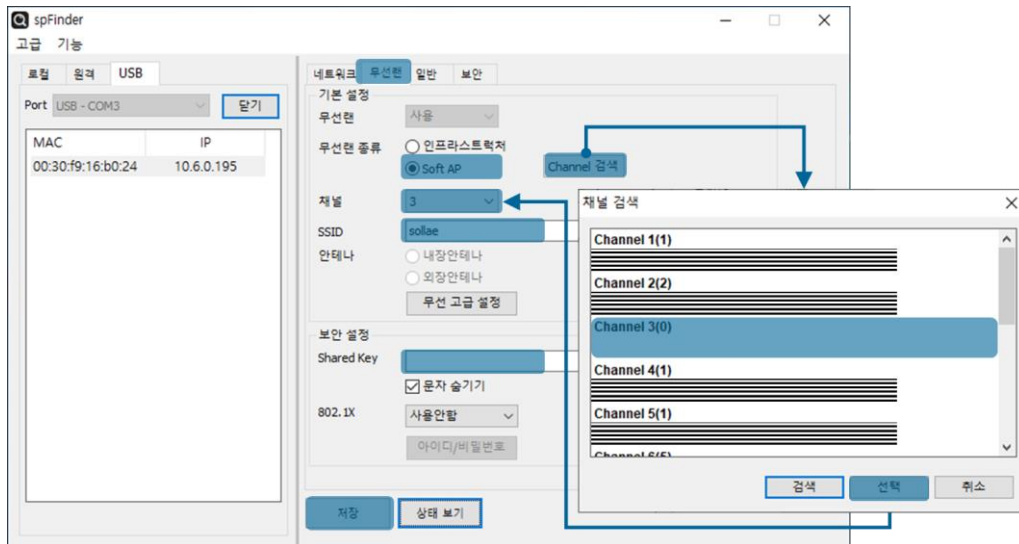 spFinder
고급 기능
로컬 원격 USB
Port USB - COM3 닫기
MAC IP
00:30:f9:16:b0:24 10.6.0.195
네트워크 무선랜 일반 보안
기본 설정
무선랜 사용
무선랜 종류 인프라스트럭처
Soft AP Channel 검색
채널 3
SSID sollae
안테나 내장안테나
외장안테나
무선 고급 설정
보안 설정
Shared Key
문자 숨기기
802.1X 사용안함
아이디/비밀번호
저장 상태 보기
채널 검색
Channel 1(1)
Channel 2(2)
Channel 3(0)
Channel 4(1)
Channel 5(1)
Channel 6(5)
검색 선택 취소